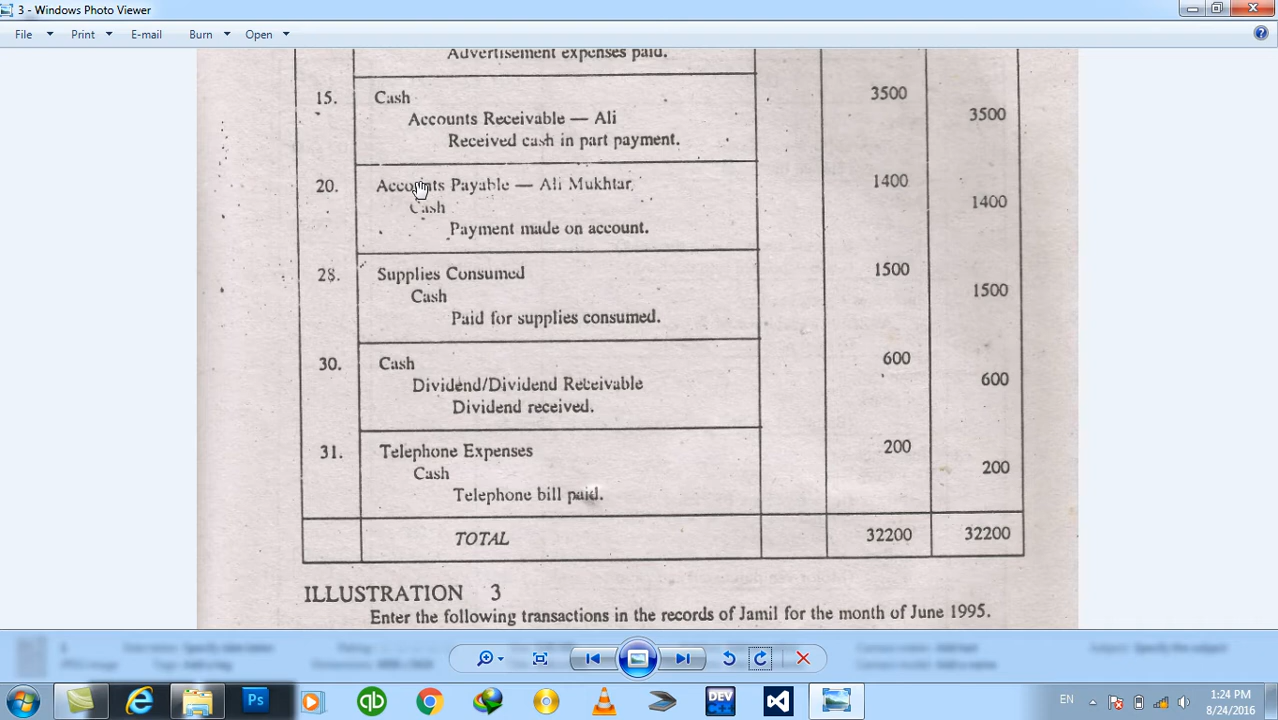 3 - Windows Photo Viewer
File Print E-mail Burn Open
Advertisement expenses paid.
15. Cash 3500
Accounts Receivable — Ali 3500
Received cash in part payment.
20. Accounts Payable — Ali Mukhtar 1400
Cash 1400
Payment made on account.
28. Supplies Consumed 1500
Cash 1500
Paid for supplies consumed.
30. Cash 600
Dividend/Dividend Receivable 600
Dividend received.
31. Telephone Expenses 200
Cash 200
Telephone bill paid.
TOTAL 32200 32200
ILLUSTRATION 3
Enter the following transactions in the records of Jamil for the month of June 1995.
Ps
qb
DEV
EN
1:24 PM
8/24/2016